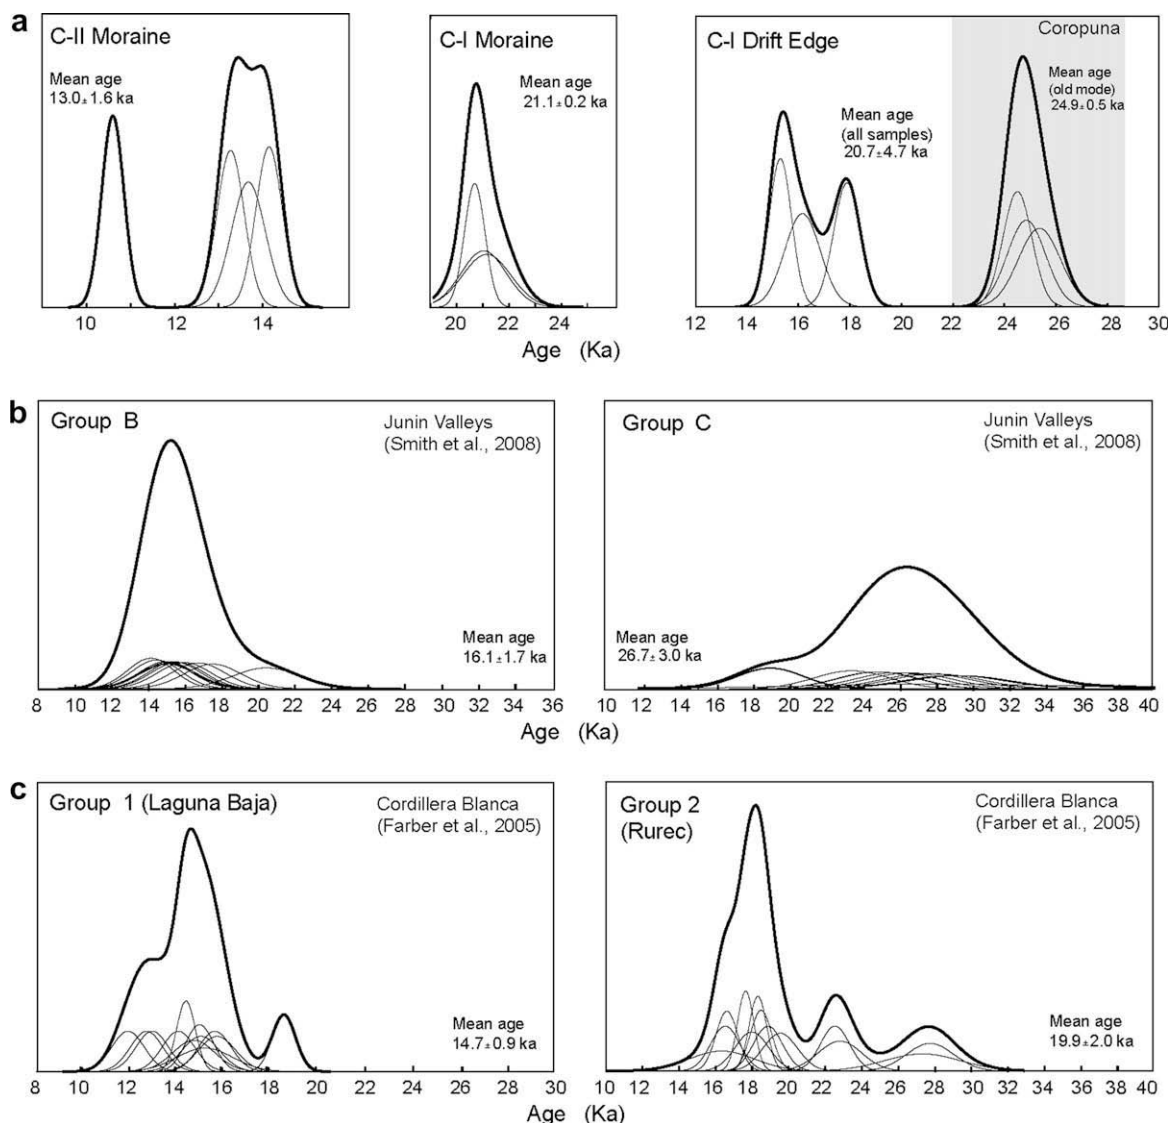 a
C-II Moraine
Mean age
13.0±1.6 ka
10 12 14
C-I Moraine
Mean age
21.1±0.2 ka
20 22 24
C-I Drift Edge
Coropuna
Mean age
(all samples)
20.7±4.7 ka
Mean age
(old mode)
24.9±0.5 ka
12 14 16 18 20 22 24 26 28 30
Age (Ka)
Age (Ka)
b
Group B
Junin Valleys
(Smith et al., 2008)
Mean age
16.1±1.7 ka
8 10 12 14 16 18 20 22 24 26 28 30 32 34 36
Group C
Junin Valleys
(Smith et al., 2008)
Mean age
26.7±3.0 ka
12 14 16 18 20 22 24 26 28 30 32 34 36 38 40
Age (Ka)
c
Group 1 (Laguna Baja)
Cordillera Blanca
(Farber et al., 2005)
Mean age
14.7±0.9 ka
8 10 12 14 16 18 20 22 24 26 28 30
Group 2
(Rurec)
Cordillera Blanca
(Farber et al., 2005)
Mean age
19.9±2.0 ka
10 12 14 16 18 20 22 24 26 28 30 32 34 36 38 40
Age (Ka)